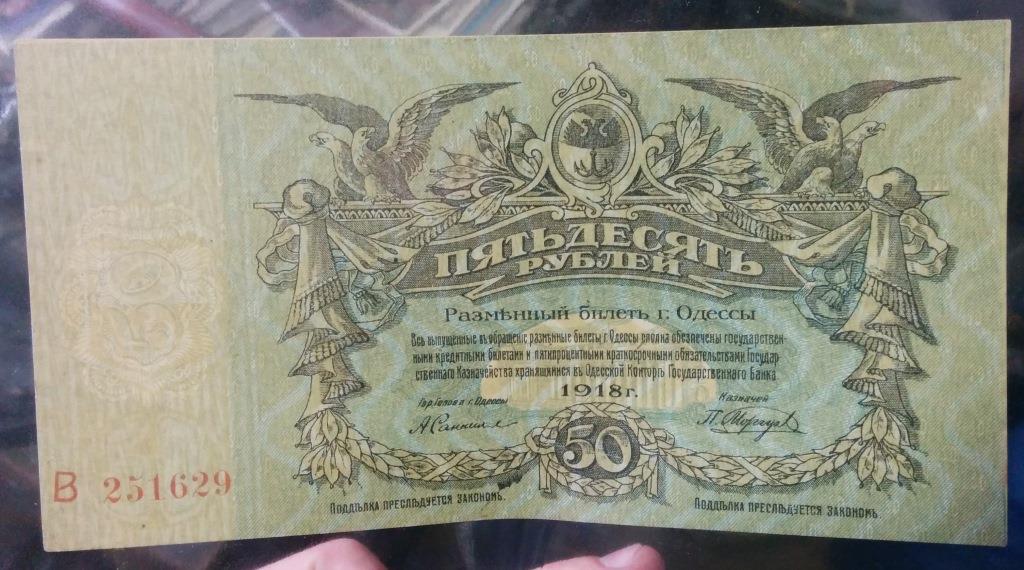 ПЯТЬДЕСЯТЪ
РУБЛЕЙ
Размѣнный билетъ г. Одессы
Всѣ выпущенные въ обращеніе размѣнные билеты г. Одессы вполнѣ обезпечены государствен-
ными кредитными билетами и пятипроцентными краткосрочными обязательствами Государ-
ственнаго Казначейства хранящимися въ Одесской Конторѣ Государственнаго Банка.
1918 г.
Гор. Голова г. Одессы
Казначей
50
В 251629
Поддѣлка преслѣдуется закономъ.
Поддѣлка преслѣдуется закономъ.